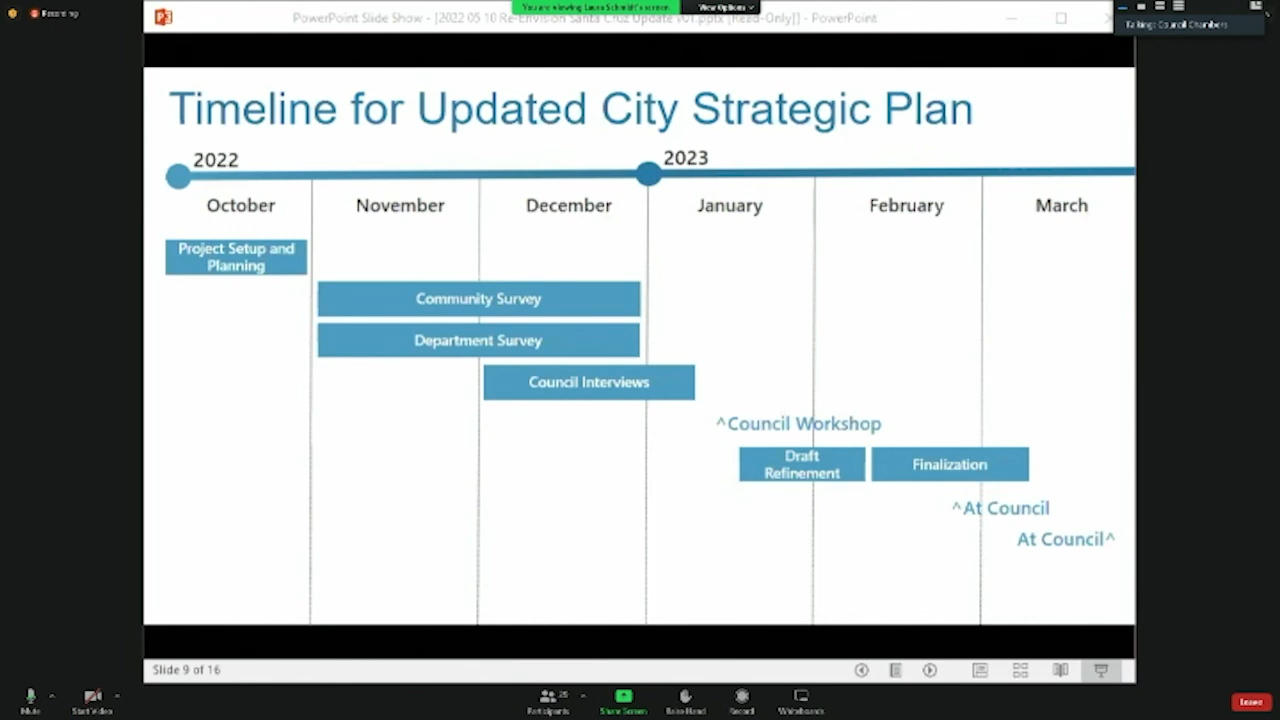 PowerPoint Slide Show - [2022 05 10 Re-Envision Santa Cruz Update v01.pptx [Read-Only]] - PowerPoint
You are viewing Laura Schmidt's screen
View Options
Recording
Talking: Council Chambers
Timeline for Updated City Strategic Plan
2022
2023
October
November
December
January
February
March
Project Setup and
Planning
Community Survey
Department Survey
Council Interviews
^Council Workshop
Draft
Refinement
Finalization
^At Council
At Council^
Slide 9 of 16
Mute
Start Video
Participants
25
Share Screen
Raise Hand
Record
Whiteboards
Leave